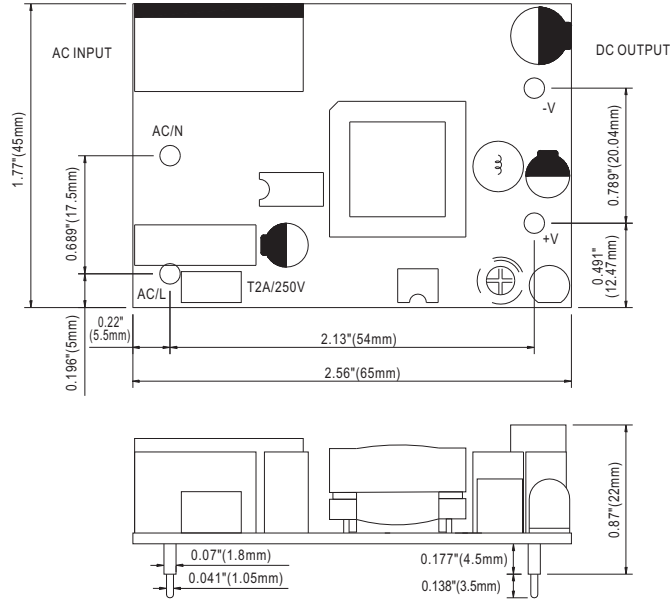 AC INPUT
DC OUTPUT
1.77"(45mm)
AC/N
-V
0.689"(17.5mm)
0.789"(20.04mm)
+V
AC/L
T2A/250V
0.491"
(12.47mm)
0.22"
(5.5mm)
0.196"(5mm)
2.13"(54mm)
2.56"(65mm)
0.87"(22mm)
0.07"(1.8mm)
0.177"(4.5mm)
0.041"(1.05mm)
0.138"(3.5mm)